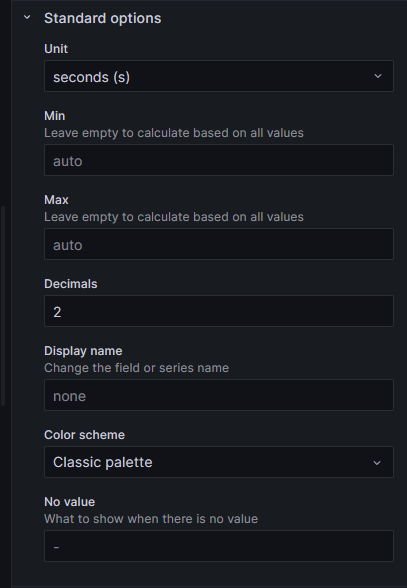 Standard options
Unit
seconds (s)
Min
Leave empty to calculate based on all values
auto
Max
Leave empty to calculate based on all values
auto
Decimals
2
Display name
Change the field or series name
none
Color scheme
Classic palette
No value
What to show when there is no value
-